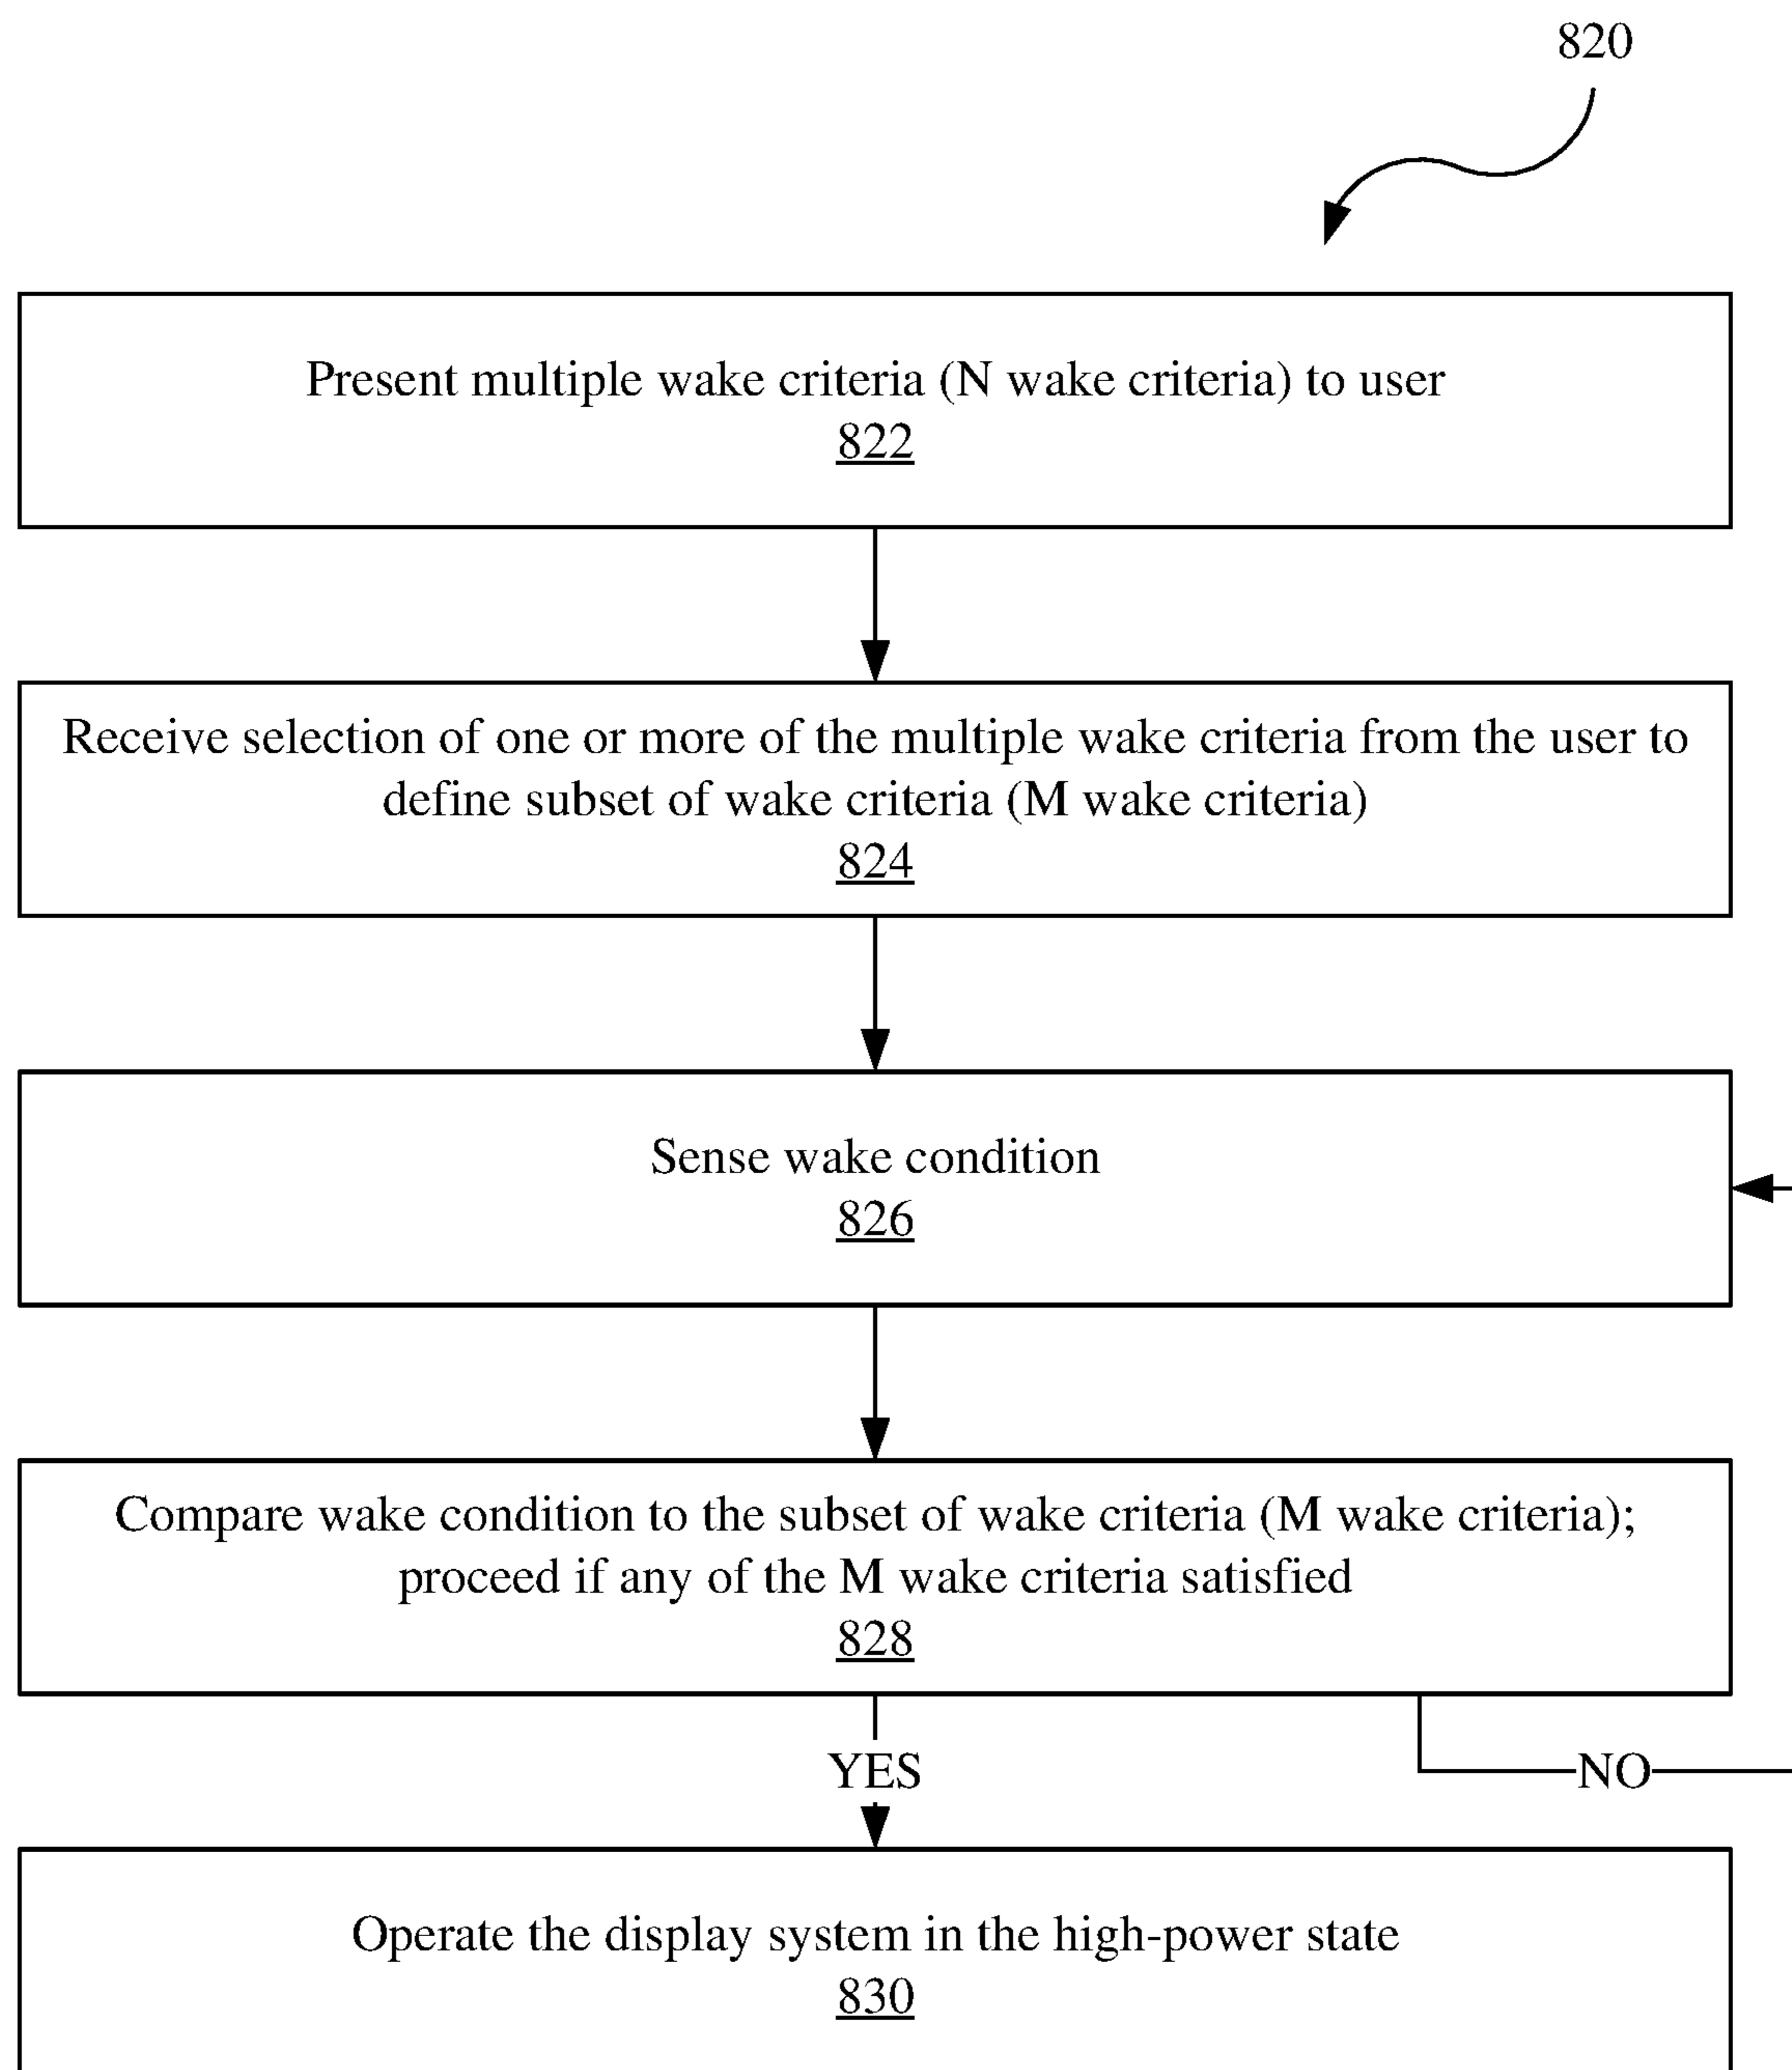 820
Present multiple wake criteria (N wake criteria) to user
822
Receive selection of one or more of the multiple wake criteria from the user to
define subset of wake criteria (M wake criteria)
824
Sense wake condition
826
Compare wake condition to the subset of wake criteria (M wake criteria);
proceed if any of the M wake criteria satisfied
828
YES
NO
Operate the display system in the high-power state
830